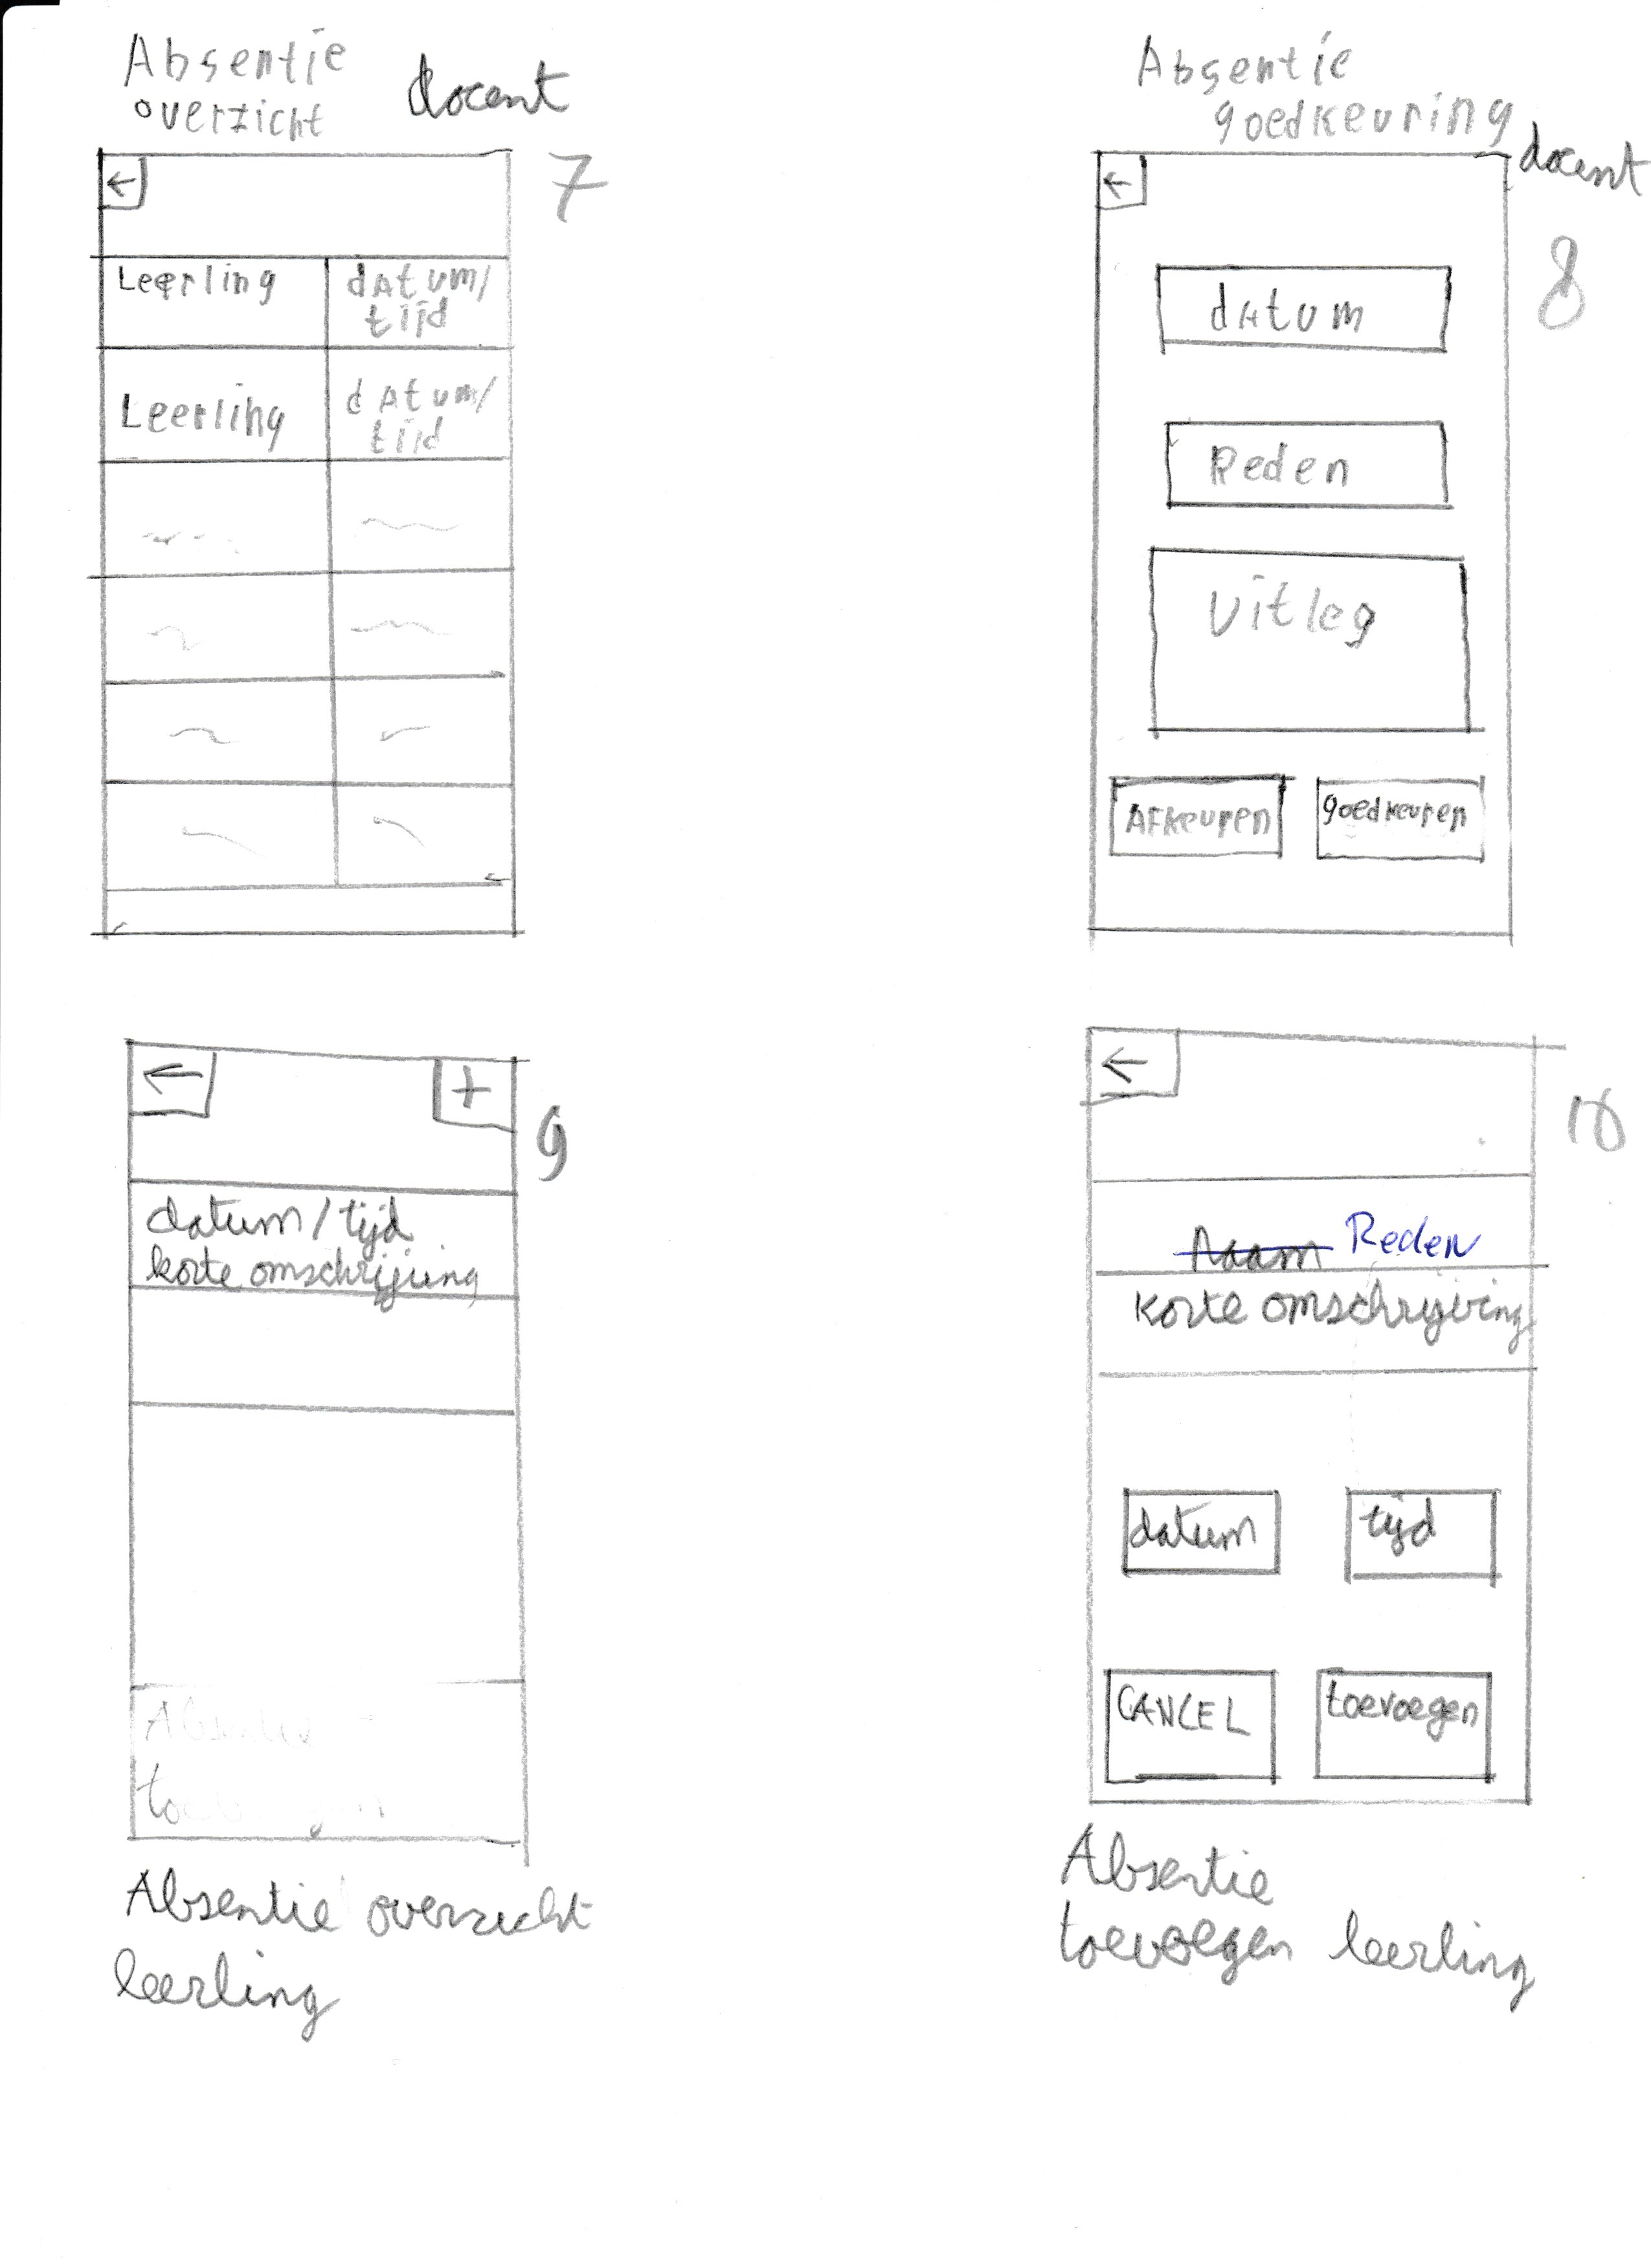 Absentie
overzicht
docent
7
←
Leerling
datum/
tijd
Leerling
datum/
tijd
Absentie
goedkeuring
docent
8
←
datum
Reden
Uitleg
Afkeuren
goedkeuren
←
+
9
datum/tijd
korte omschrijving
Absentie
toevoegen
Absentie overzicht
leerling
←
10
Naam Reden
korte omschrijving
datum
tijd
CANCEL
toevoegen
Absentie
toevoegen leerling